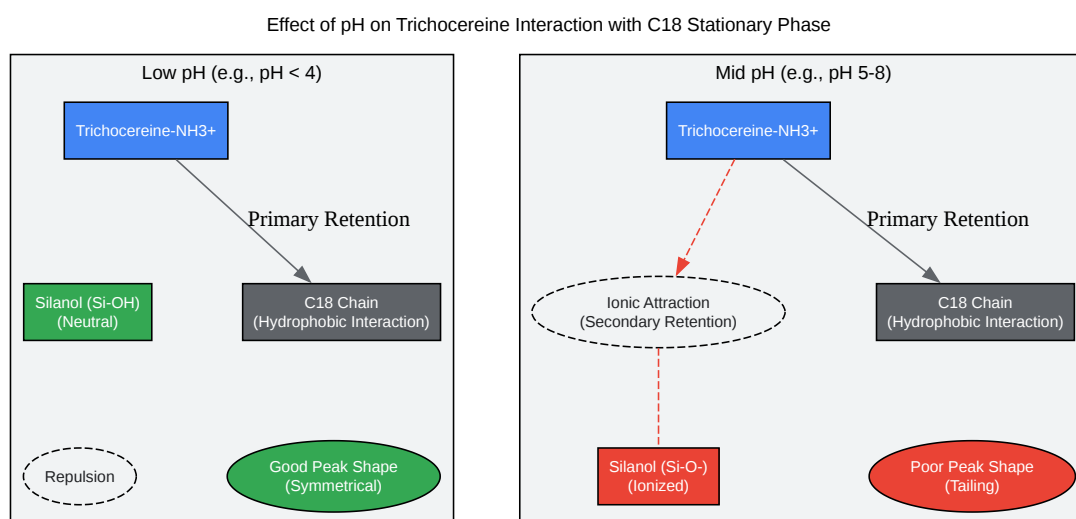 Effect of pH on Trichocereine Interaction with C18 Stationary Phase
Low pH (e.g., pH < 4)
Trichocereine-NH3+
Primary Retention
Silanol (Si-OH)
(Neutral)
C18 Chain
(Hydrophobic Interaction)
Repulsion
Good Peak Shape
(Symmetrical)
Mid pH (e.g., pH 5-8)
Trichocereine-NH3+
Primary Retention
Ionic Attraction
(Secondary Retention)
C18 Chain
(Hydrophobic Interaction)
Silanol (Si-O-)
(Ionized)
Poor Peak Shape
(Tailing)